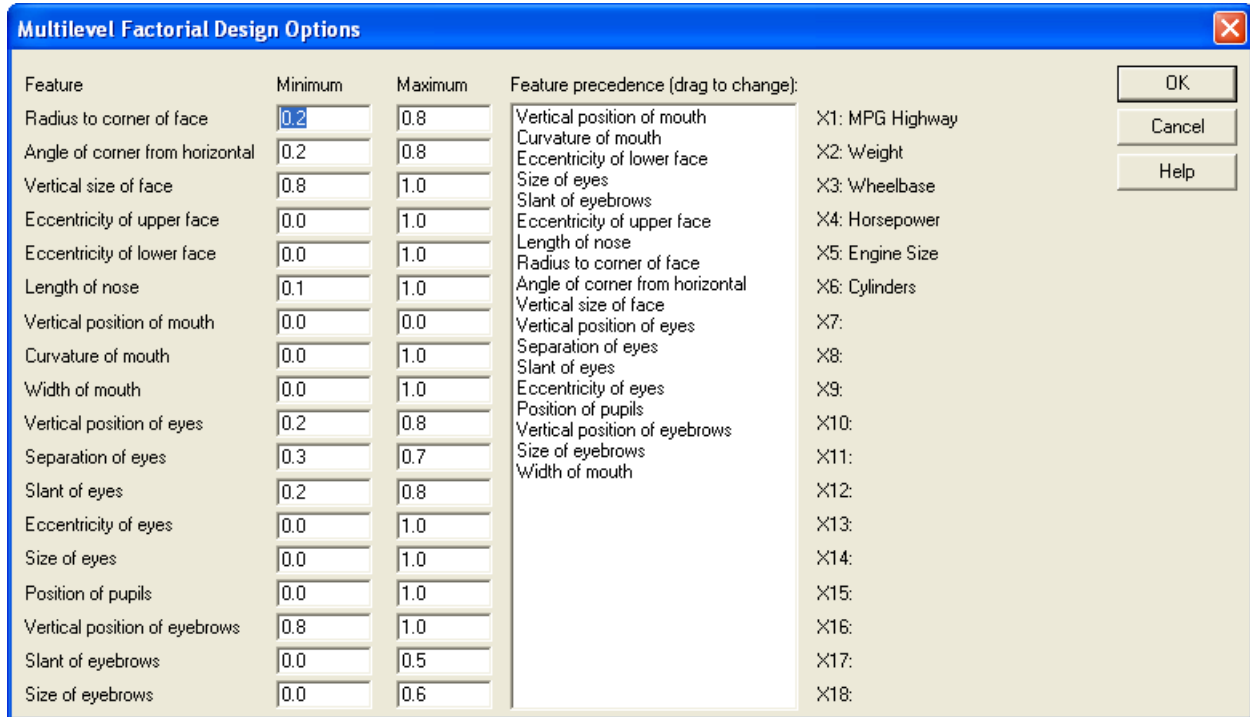 Multilevel Factorial Design Options
Feature Minimum Maximum Feature precedence (drag to change): OK
Radius to corner of face 0.2 0.8 Vertical position of mouth X1: MPG Highway
Curvature of mouth Cancel
Angle of corner from horizontal 0.2 0.8 Eccentricity of lower face X2: Weight
Size of eyes Help
Vertical size of face 0.8 1.0 Slant of eyebrows X3: Wheelbase
Eccentricity of upper face 0.0 1.0 Eccentricity of upper face X4: Horsepower
Length of nose
Eccentricity of lower face 0.0 1.0 Radius to corner of face X5: Engine Size
Length of nose 0.1 1.0 Angle of corner from horizontal X6: Cylinders
Vertical size of face
Vertical position of mouth 0.0 0.0 Vertical position of eyes X7:
Curvature of mouth 0.0 1.0 Separation of eyes X8:
Slant of eyes
Width of mouth 0.0 1.0 Eccentricity of eyes X9:
Position of pupils
Vertical position of eyes 0.2 0.8 Vertical position of eyebrows X10:
Separation of eyes 0.3 0.7 Size of eyebrows X11:
Width of mouth
Slant of eyes 0.2 0.8 X12:
Eccentricity of eyes 0.0 1.0 X13:
Size of eyes 0.0 1.0 X14:
Position of pupils 0.0 1.0 X15:
Vertical position of eyebrows 0.8 1.0 X16:
Slant of eyebrows 0.0 0.5 X17:
Size of eyebrows 0.0 0.6 X18: